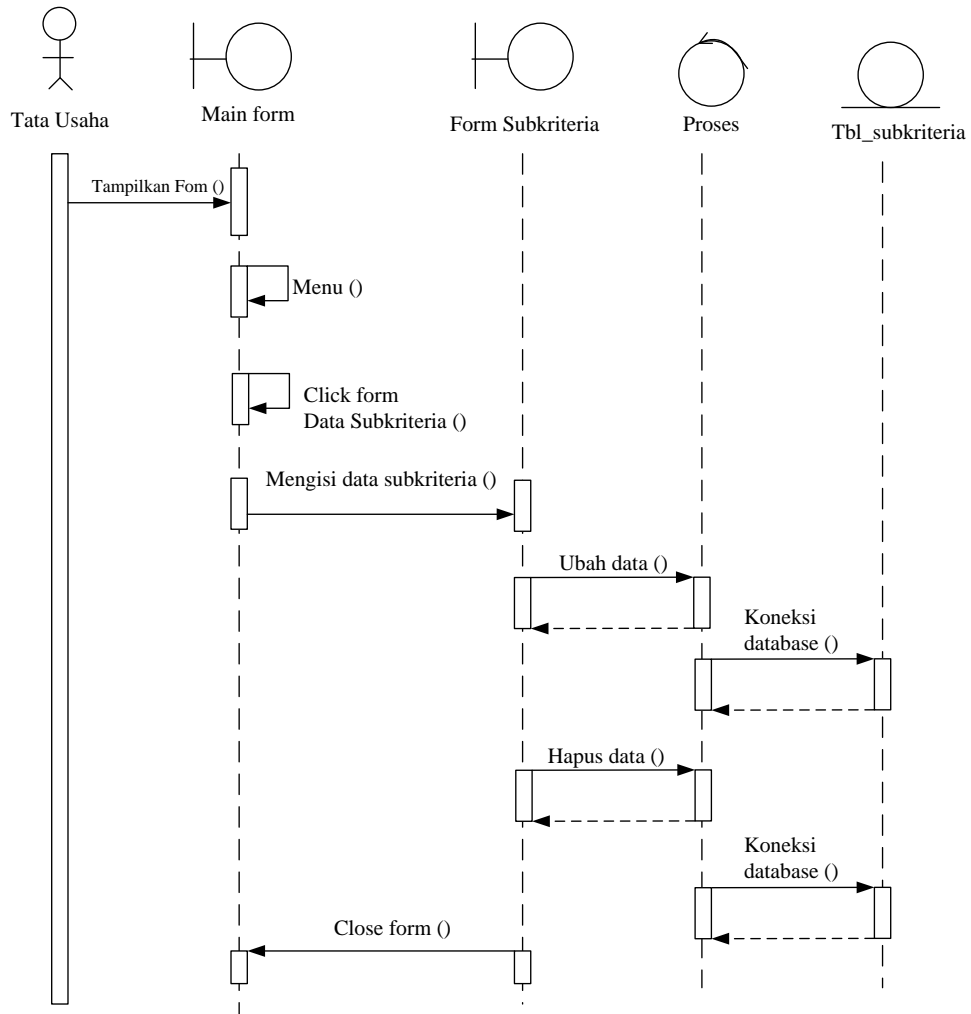 Tata Usaha
Main form
Form Subkriteria
Proses
Tbl_subkriteria
Tampilkan Fom ()
Menu ()
Click form
Data Subkriteria ()
Mengisi data subkriteria ()
Ubah data ()
Koneksi
database ()
Hapus data ()
Koneksi
database ()
Close form ()